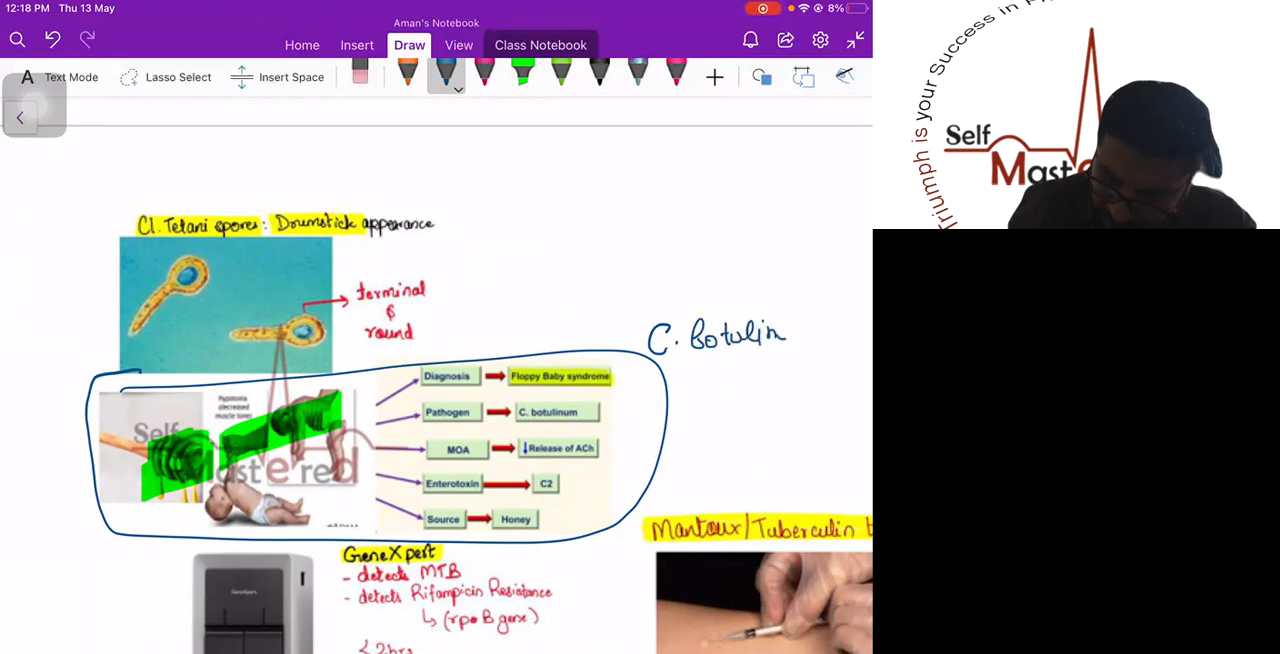 12:18 PM Thu 13 May
8%
Aman's Notebook
Home Insert Draw View Class Notebook
A Text Mode Lasso Select Insert Space
Triumph is your Success in
Self
Mast
Cl. Tetani spores: Drumstick appearance
terminal
&
round
C. botulin
Hypotonia
(decreased
muscle tone)
Self
Mastered
Diagnosis Floppy Baby syndrome
Pathogen C. botulinum
MOA ↓Release of ACh
Enterotoxin C2
Source Honey
Mantoux/Tuberculin t
GeneXpert
- detects MTB
- detects Rifampicin Resistance
↳ (rpoB gene)
<2hrs
GeneXpert